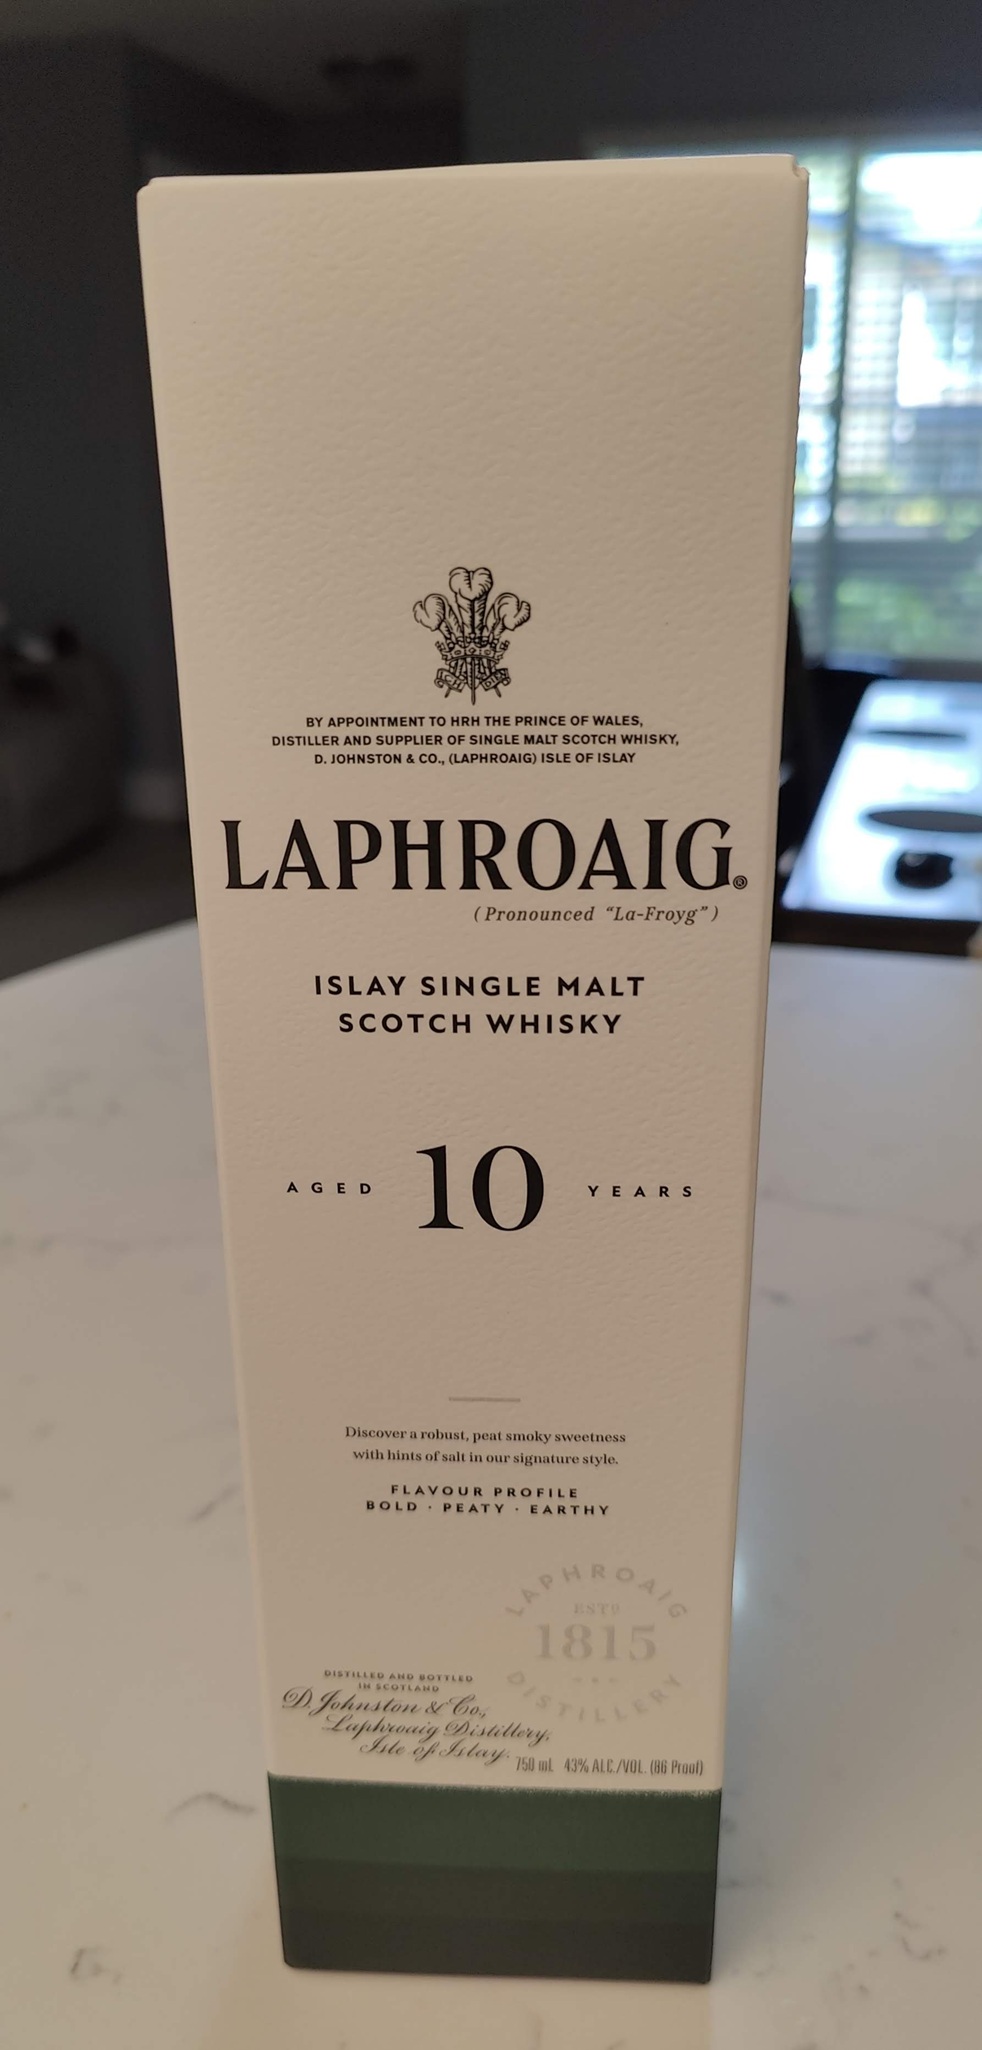 BY APPOINTMENT TO HRH THE PRINCE OF WALES,
DISTILLER AND SUPPLIER OF SINGLE MALT SCOTCH WHISKY,
D. JOHNSTON & CO., (LAPHROAIG) ISLE OF ISLAY
LAPHROAIG®
(Pronounced “La-Froyg”)
ISLAY SINGLE MALT
SCOTCH WHISKY
AGED 10 YEARS
Discover a robust, peat smoky sweetness
with hints of salt in our signature style.
FLAVOUR PROFILE
BOLD · PEATY · EARTHY
LAPHROAIG
ESTD
1815
DISTILLERY
DISTILLED AND BOTTLED
IN SCOTLAND
D. Johnston & Co.,
Laphroaig Distillery,
Isle of Islay.
750 mL 43% ALC./VOL. (86 Proof)